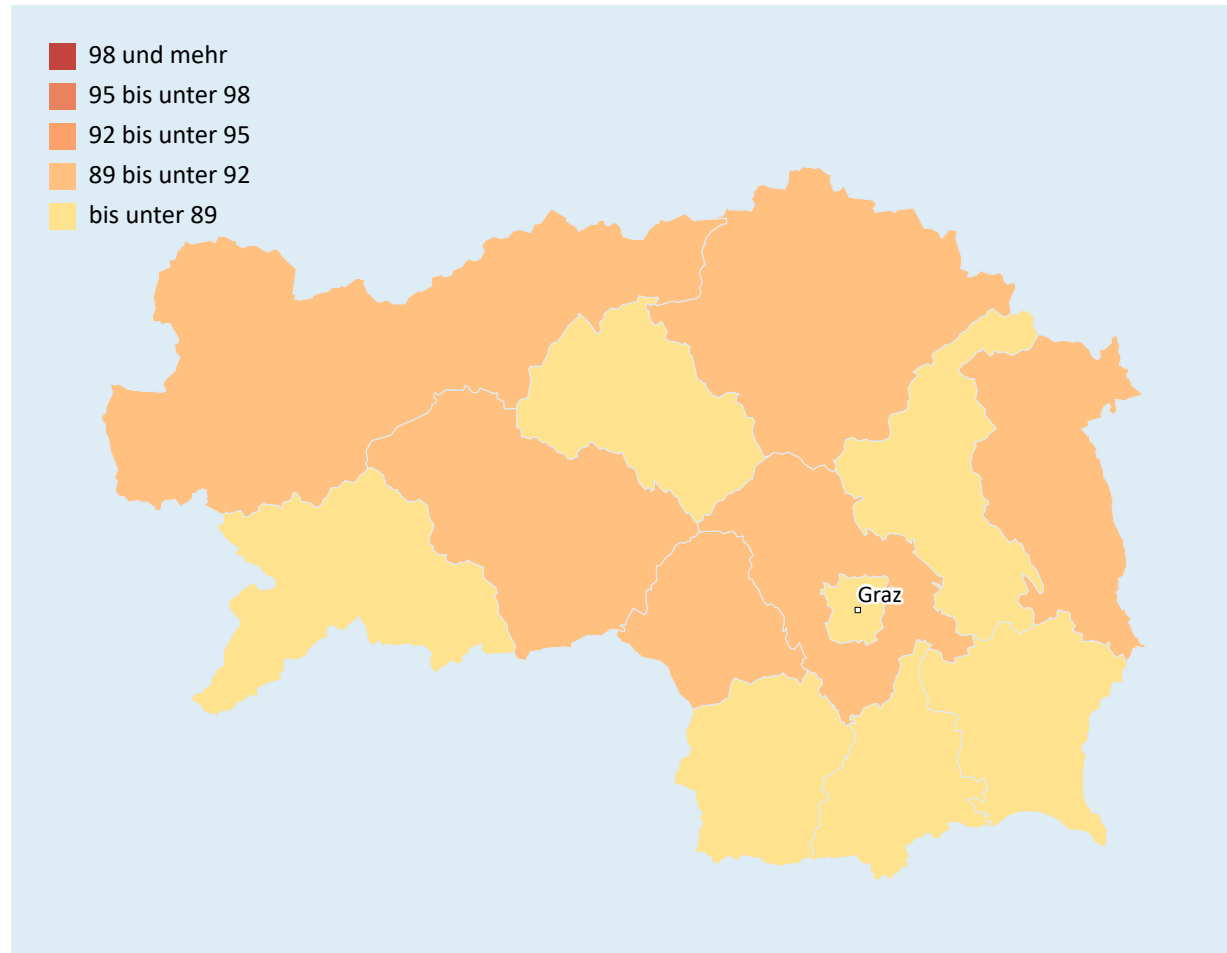 98 und mehr
95 bis unter 98
92 bis unter 95
89 bis unter 92
bis unter 89
Graz